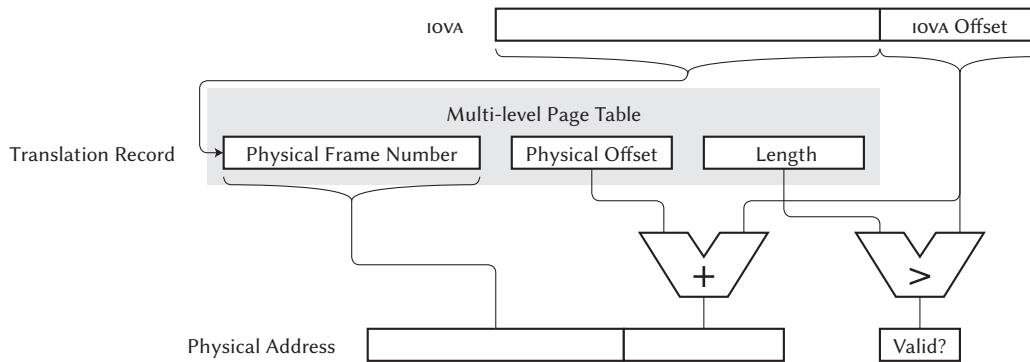 IOVA
IOVA Offset
Multi-level Page Table
Translation Record
Physical Frame Number
Physical Offset
Length
+
>
Physical Address
Valid?